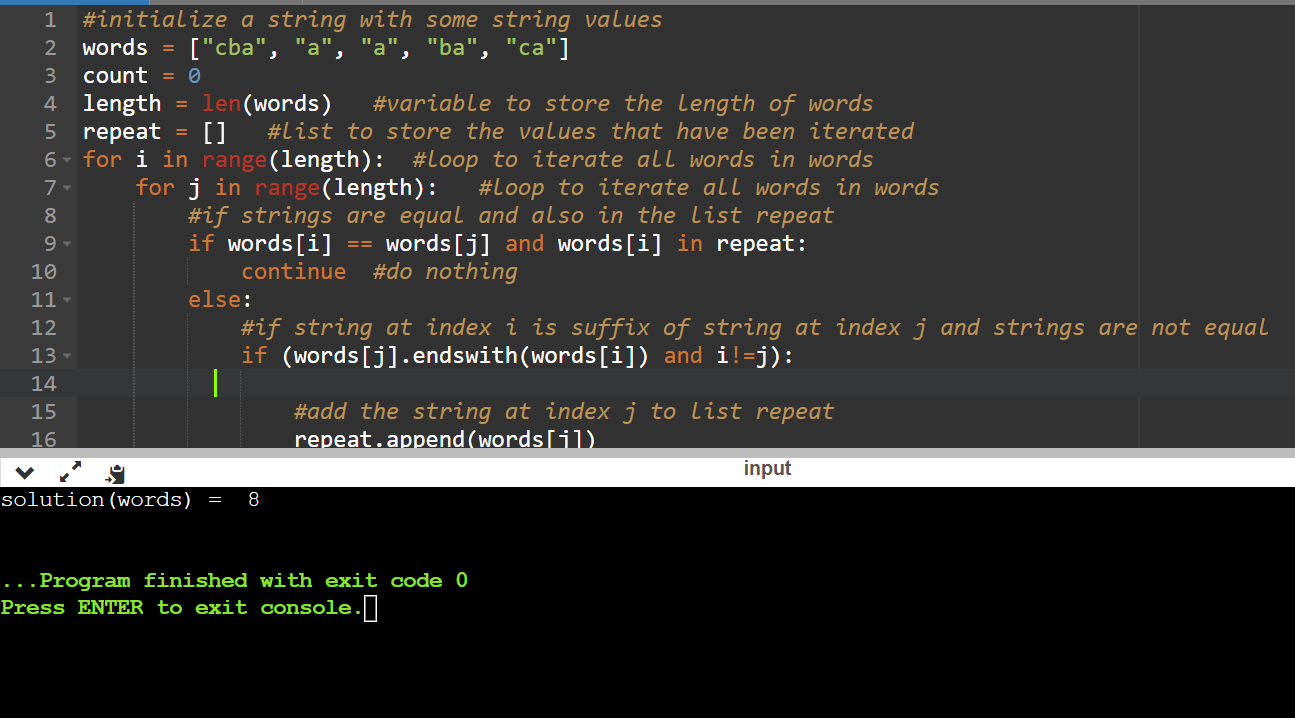 1 #initialize a string with some string values
2 words = ["cba", "a", "a", "ba", "ca"]
3 count = 0
4 length = len(words)   #variable to store the length of words
5 repeat = []   #list to store the values that have been iterated
6 for i in range(length):  #loop to iterate all words in words
7     for j in range(length):   #loop to iterate all words in words
8         #if strings are equal and also in the list repeat
9         if words[i] == words[j] and words[i] in repeat:
10             continue  #do nothing
11         else:
12             #if string at index i is suffix of string at index j and strings are not equal
13             if (words[j].endswith(words[i]) and i!=j):
14
15                 #add the string at index j to list repeat
16                 repeat.append(words[j])
input
solution(words) =  8
...Program finished with exit code 0
Press ENTER to exit console.